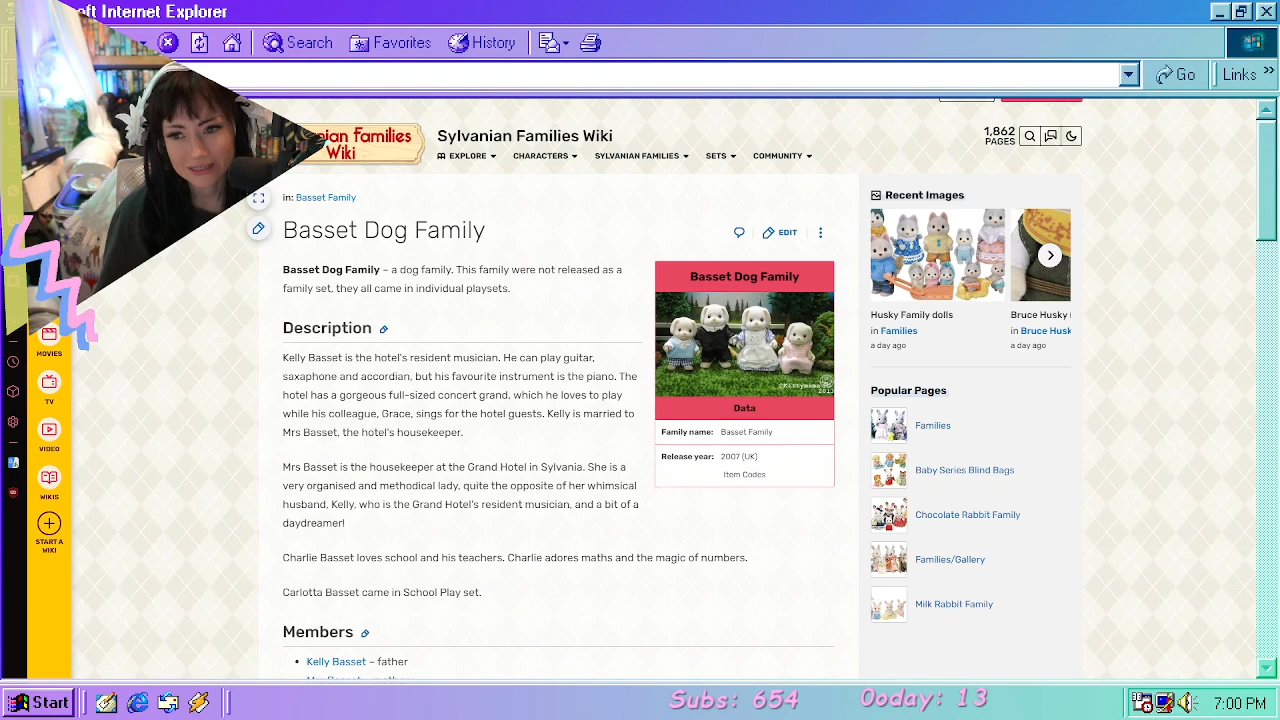 oft Internet Explorer
Search
Favorites
History
Go
Links »
nian Families
Wiki
Sylvanian Families Wiki
1,862
PAGES
EXPLORE
CHARACTERS
SYLVANIAN FAMILIES
SETS
COMMUNITY
in: Basset Family
Basset Dog Family
EDIT
Basset Dog Family – a dog family. This family were not released as a
family set, they all came in individual playsets.
Description
Kelly Basset is the hotel's resident musician. He can play guitar,
saxaphone and accordian, but his favourite instrument is the piano. The
hotel has a gorgeous full-sized concert grand, which he loves to play
while his colleague, Grace, sings for the hotel guests. Kelly is married to
Mrs Basset, the hotel's housekeeper.
Mrs Basset is the housekeeper at the Grand Hotel in Sylvania. She is a
very organised and methodical lady, quite the opposite of her whimsical
husband, Kelly, who is the Grand Hotel's resident musician, and a bit of a
daydreamer!
Charlie Basset loves school and his teachers. Charlie adores maths and the magic of numbers.
Carlotta Basset came in School Play set.
Members
• Kelly Basset – father
Basset Dog Family
©Kittymama
2013
Data
Family name: Basset Family
Release year: 2007 (UK)
Item Codes
Recent Images
Husky Family dolls
in Families
a day ago
Bruce Husky
in Bruce Husk
a day ago
Popular Pages
Families
Baby Series Blind Bags
Chocolate Rabbit Family
Families/Gallery
Milk Rabbit Family
MOVIES
TV
VIDEO
WIKIS
START A
WIKI
Start
Subs: 654
Ooday: 13
7:00 PM